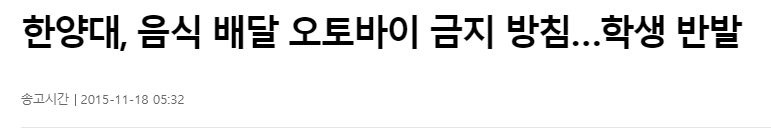 한양대, 음식 배달 오토바이 금지 방침…학생 반발
송고시간 | 2015-11-18 05:32